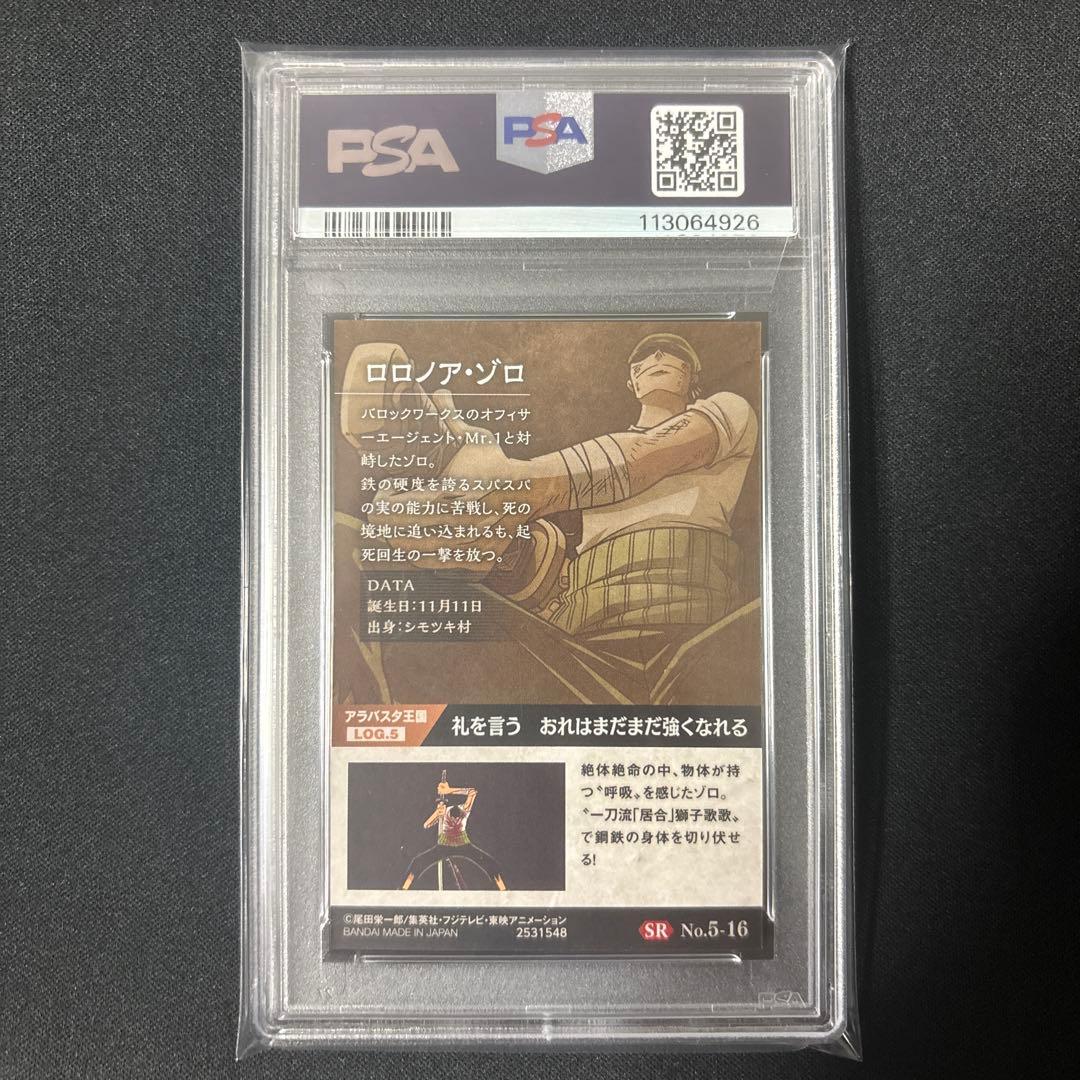 PSA
PSA
113064926
ロロノア・ゾロ
バロックワークスのオフィサ
ーエージェント・Mr.1と対
峙したゾロ。
鉄の硬度を誇るスパスパ
の実の能力に苦戦し、死の
境地に追い込まれるも、起
死回生の一撃を放つ。
DATA
誕生日:11月11日
出身:シモツキ村
アラバスタ王国
LOG.5
礼を言う　おれはまだまだ強くなれる
絶体絶命の中、物体が持
つ〝呼吸〟を感じたゾロ。
〝一刀流「居合」獅子歌歌〟
で鋼鉄の身体を切り伏せ
る!
©尾田栄一郎/集英社・フジテレビ・東映アニメーション
BANDAI MADE IN JAPAN
2531548
SR No.5-16
PSA